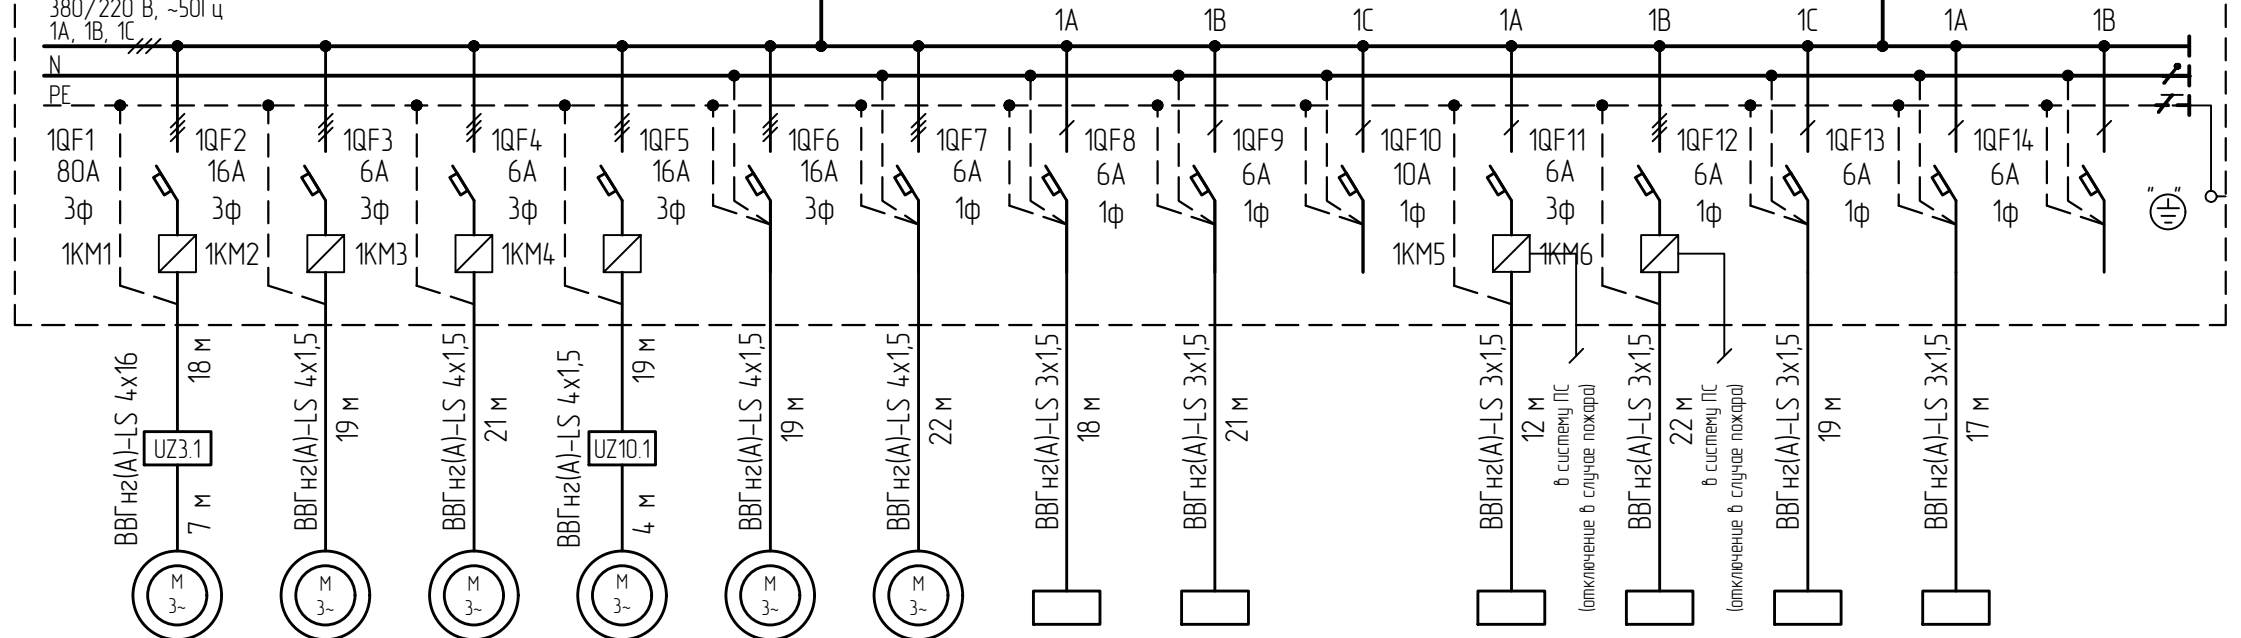 380/220 В, ~50Гц
1A, 1B, 1C
1A 1B 1C 1A 1B 1C 1A 1B
N
PE
1QF1 1QF2 1QF3 1QF4 1QF5 1QF6 1QF7 1QF8 1QF9 1QF10 1QF11 1QF12 1QF13 1QF14
80А 16А 6А 6А 16А 16А 6А 6А 6А 10А 6А 6А 6А 6А
3ф 3ф 3ф 3ф 3ф 3ф 1ф 1ф 1ф 1ф 3ф 1ф 1ф 1ф
" "
1KM1 1KM2 1KM3 1KM4 1KM5 1KM6
ВВГнг(А)-LS 4х16
18 м
UZ3.1
7 м
ВВГнг(А)-LS 4х1,5
19 м
ВВГнг(А)-LS 4х1,5
21 м
ВВГнг(А)-LS 4х1,5
19 м
UZ10.1
4 м
ВВГнг(А)-LS 4х1,5
19 м
ВВГнг(А)-LS 4х1,5
22 м
ВВГнг(А)-LS 3х1,5
18 м
ВВГнг(А)-LS 3х1,5
21 м
ВВГнг(А)-LS 3х1,5
12 м
в систему ПС
(отключение в случае пожара)
ВВГнг(А)-LS 3х1,5
22 м
в систему ПС
(отключение в случае пожара)
ВВГнг(А)-LS 3х1,5
19 м
ВВГнг(А)-LS 3х1,5
17 м
М М М М М М
3~ 3~ 3~ 3~ 3~ 3~